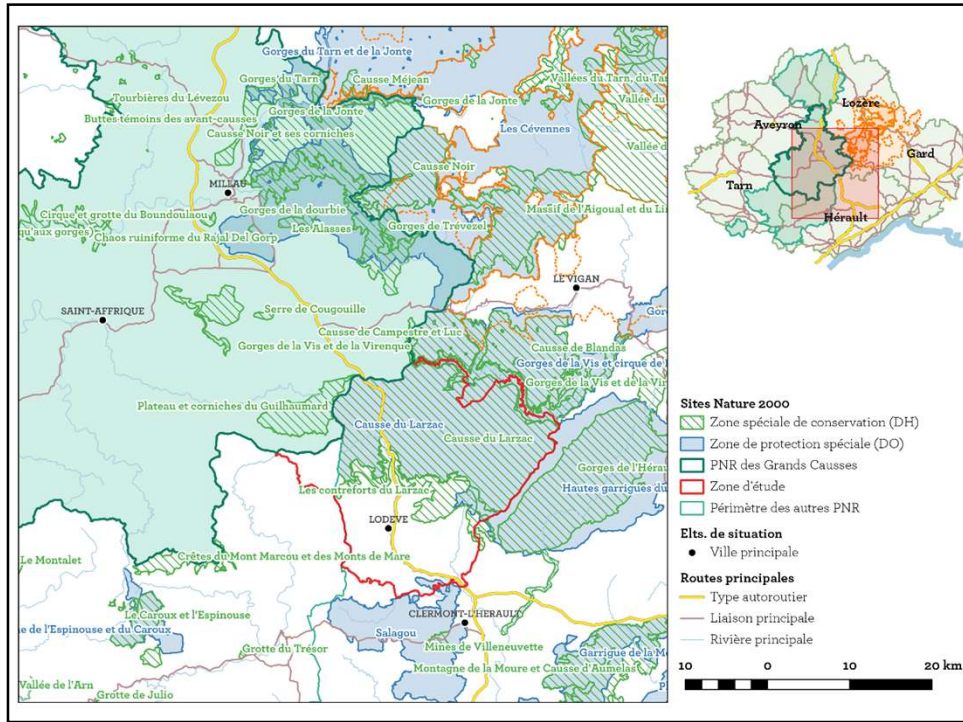 Gorges du Tarn et de la Jonte
Gorges du Tarn
Causse Méjean
Vallées du Tarn, du Ta
Tourbières du Lévezou
Gorges de la Jonte
Gorges de la Jonte
Vallée du
Buttes témoins des avant-causses
Causse Noir et ses corniches
Les Cévennes
Vallée d
Causse Noir
MILLAU
Cirque et grotte du Boundoulaou
Gorges de la dourbie
Massif de l'Aigoual et du Li
qu'aux gorges)
Chaos ruiniforme du Rajal Del Gorp
Les Alasses
Gorges de Trévezel
LE VIGAN
SAINT-AFFRIQUE
Serre de Cougouille
Gor
Causse de Campestre et Luc
Gorges de la Vis et de la Virenque
Causse de Blandas
Gorges de la Vis et cirque de
Gorges de la Vis et de la Vir
Plateau et corniches du Guilhaumard
Causse du Larzac
Causse du Larzac
Gorges de l'Héra
Hautes garrigues du
Les contreforts du Larzac
LODEVE
Le Montalet
Crêtes du Mont Marcou et des Monts de Mare
Le Caroux et l'Espinouse
ne de l'Espinouse et du Caroux
CLERMONT-L'HERAULT
Salagou
Grotte du Trésor
Mines de Villeneuvette
Garrigue de la Mo
Montagne de la Moure et Causse d'Aumelas
Vallée de l'Arn
Grotte de Julio
Lozère
Aveyron
Gard
Tarn
Hérault
Sites Nature 2000
Zone spéciale de conservation (DH)
Zone de protection spéciale (DO)
PNR des Grands Causses
Zone d'étude
Périmètre des autres PNR
Elts. de situation
Ville principale
Routes principales
Type autoroutier
Liaison principale
Rivière principale
10 0 10 20 km